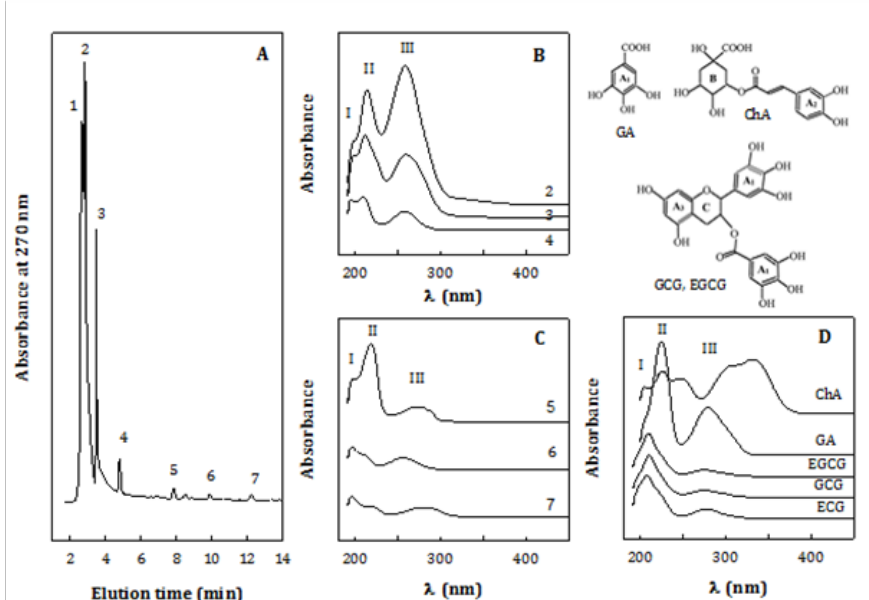 A
Absorbance at 270 nm
1
2
3
4
5
6
7
2 4 6 8 10 12 14
Elution time (min)
B
Absorbance
I
II
III
2
3
4
200 300 400
λ (nm)
COOH
A₁
HO
OH
OH
GA
HO
COOH
B
HO
OH
O
O
A₂
OH
OH
ChA
OH
OH
A₁
OH
HO
O
A₃
C
OH
O
O
OH
A₁
OH
OH
GCG, EGCG
C
Absorbance
I
II
III
5
6
7
200 300 400
λ (nm)
D
Absorbance
I
II
III
ChA
GA
EGCG
GCG
ECG
200 300 400
λ (nm)